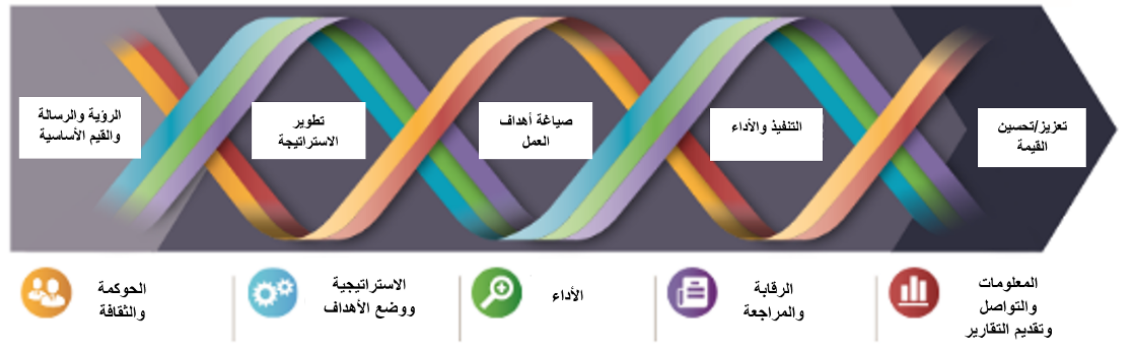 الرؤية والرسالة
والقيم الأساسية
تطوير
الاستراتيجة
صياغة أهداف
العمل
التنفيذ والأداء
تعزيز/تحسين
القيمة
الحوكمة
والثقافة
الاستراتيجية
ووضع الأهداف
الأداء
الرقابة
والمراجعة
المعلومات
والتواصل
وتقديم التقارير